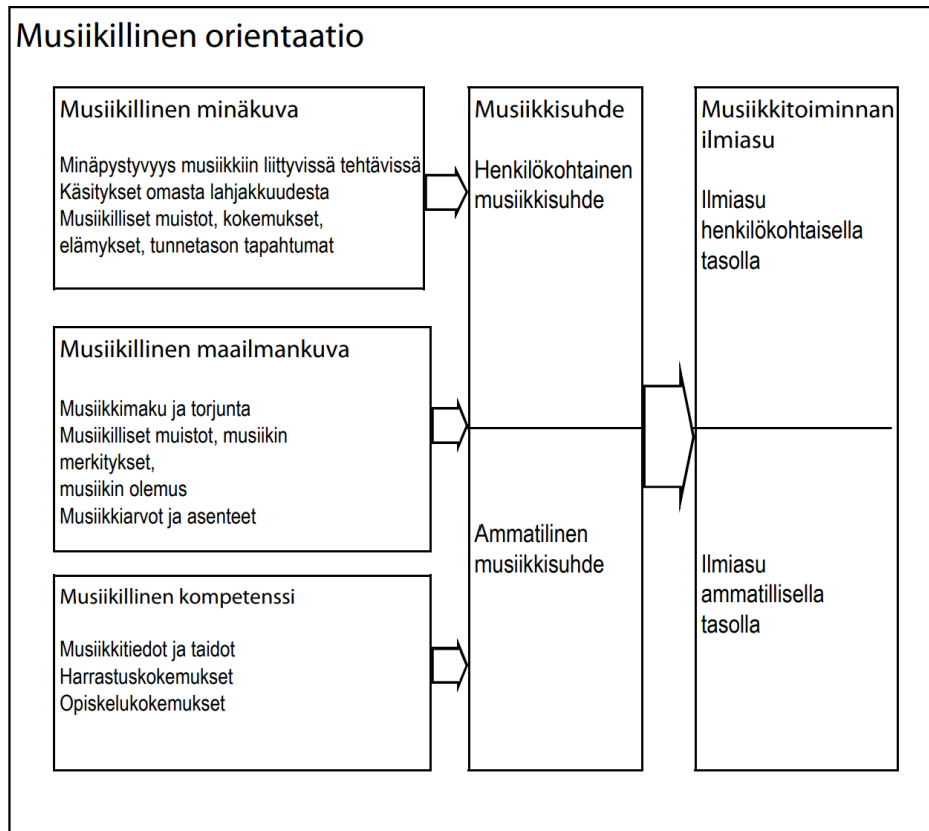 Musiikillinen orientaatio
Musiikillinen minäkuva
Minäpystyvyys musiikkiin liittyvissä tehtävissä
Käsitykset omasta lahjakkuudesta
Musiikilliset muistot, kokemukset,
elämykset, tunnetason tapahtumat
Musiikillinen maailmankuva
Musiikkimaku ja torjunta
Musiikilliset muistot, musiikin
merkitykset,
musiikin olemus
Musiikkiarvot ja asenteet
Musiikillinen kompetenssi
Musiikkitiedot ja taidot
Harrastuskokemukset
Opiskelukokemukset
Musiikkisuhde
Henkilökohtainen
musiikkisuhde
Ammatilinen
musiikkisuhde
Musiikkitoiminnan
ilmiasu
Ilmiasu
henkilökohtaisella
tasolla
Ilmiasu
ammatillisella
tasolla